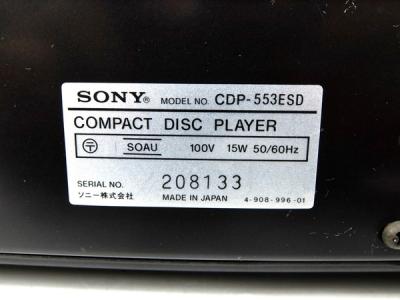 SONY® MODEL NO. CDP-553ESD
COMPACT DISC PLAYER
〒 SOAU 100V 15W 50/60Hz
SERIAL NO. 208133
ソニー株式会社 MADE IN JAPAN 4-908-996-01